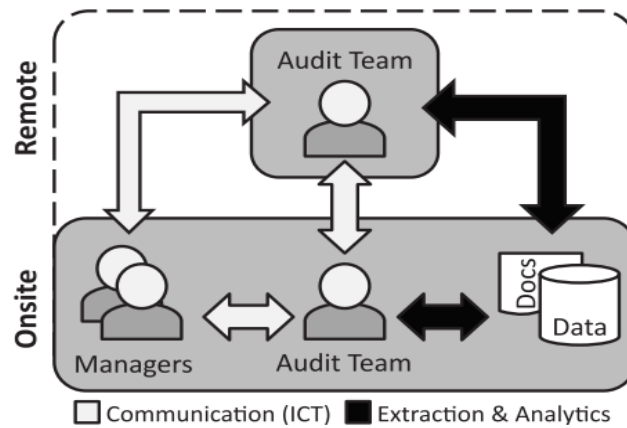 Remote
Audit Team
Onsite
Managers
Audit Team
Docs
Data
Communication (ICT)
Extraction & Analytics